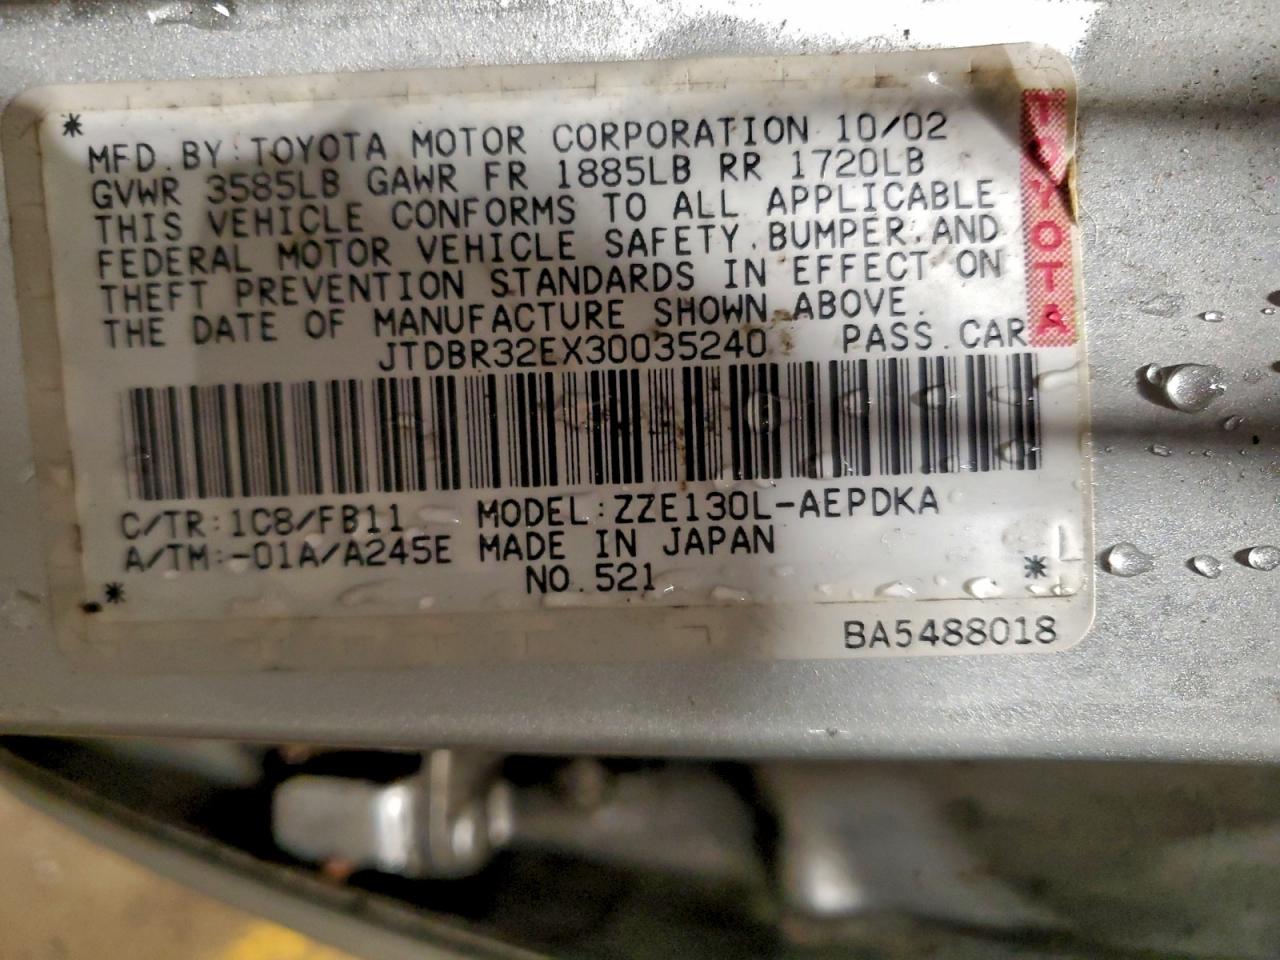 MFD. BY: TOYOTA MOTOR CORPORATION 10/02
GVWR 3585LB GAWR FR 1885LB RR 1720LB
THIS VEHICLE CONFORMS TO ALL APPLICABLE
FEDERAL MOTOR VEHICLE SAFETY, BUMPER, AND
THEFT PREVENTION STANDARDS IN EFFECT ON
THE DATE OF MANUFACTURE SHOWN ABOVE.
JTDBR32EX30035240 PASS. CAR
TOYOTA
C/TR: 1C8/FB11 MODEL: ZZE130L-AEPDKA
A/TM: -01A/A245E MADE IN JAPAN
NO. 521
BA5488018